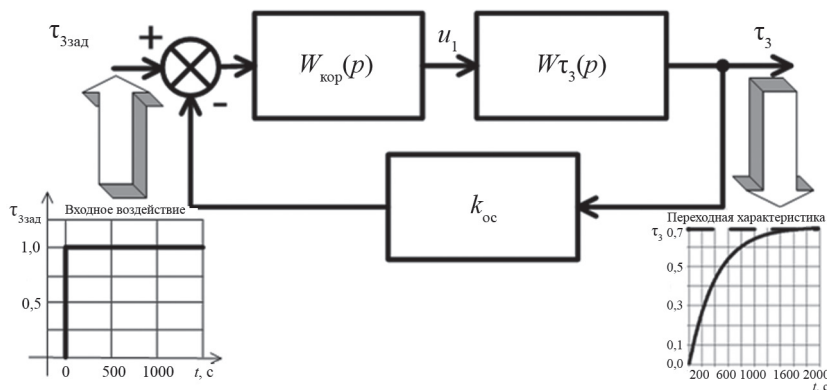 τ3зад
+
Wкор(p)
u1
Wτ3(p)
τ3
-
kос
τ3зад
Входное воздействие
1,0
0,5
0 500 1000 t, с
Переходная характеристика
τ3
0,7
0,5
0,3
0,1
0,0
200 600 1000 1600 2000
t, с